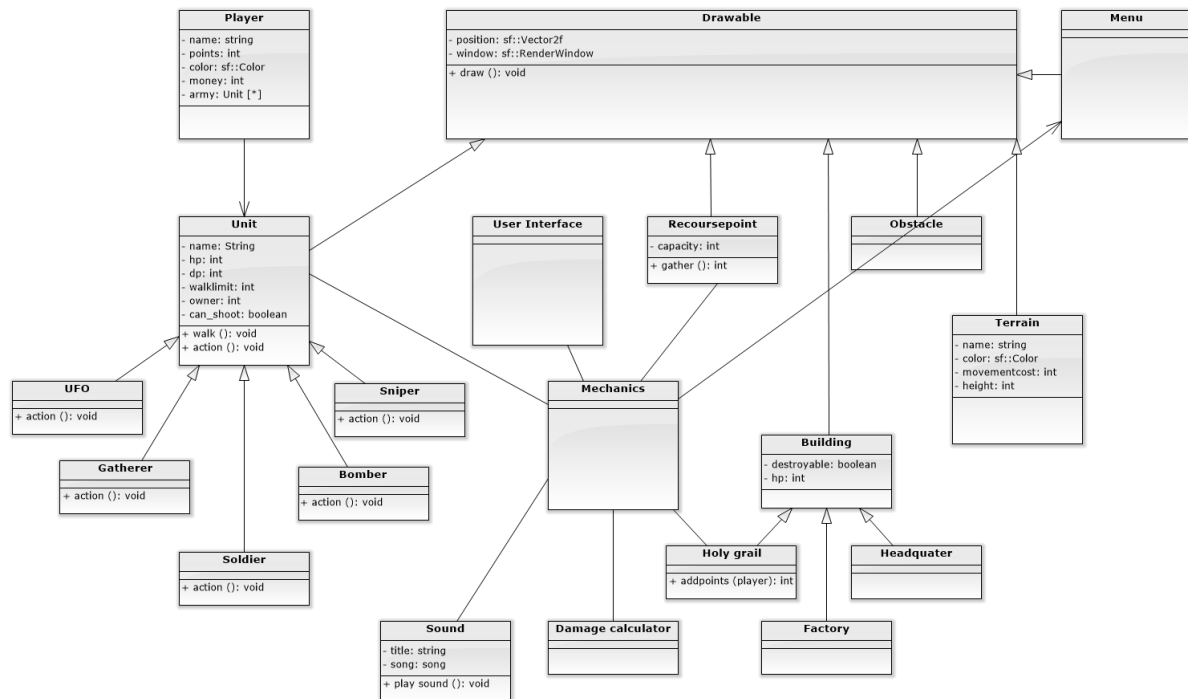 Player
- name: string
- points: int
- color: sf::Color
- money: int
- army: Unit [*]
Drawable
- position: sf::Vector2f
- window: sf::RenderWindow
+ draw (): void
Menu
Unit
- name: String
- hp: int
- dp: int
- walklimit: int
- owner: int
- can_shoot: boolean
+ walk (): void
+ action (): void
User Interface
Recoursepoint
- capacity: int
+ gather (): int
Obstacle
Terrain
- name: string
- color: sf::Color
- movementcost: int
- height: int
UFO
+ action (): void
Sniper
+ action (): void
Mechanics
Gatherer
+ action (): void
Bomber
+ action (): void
Building
- destroyable: boolean
- hp: int
Soldier
+ action (): void
Holy grail
+ addpoints (player): int
Headquater
Sound
- title: string
- song: song
+ play sound (): void
Damage calculator
Factory